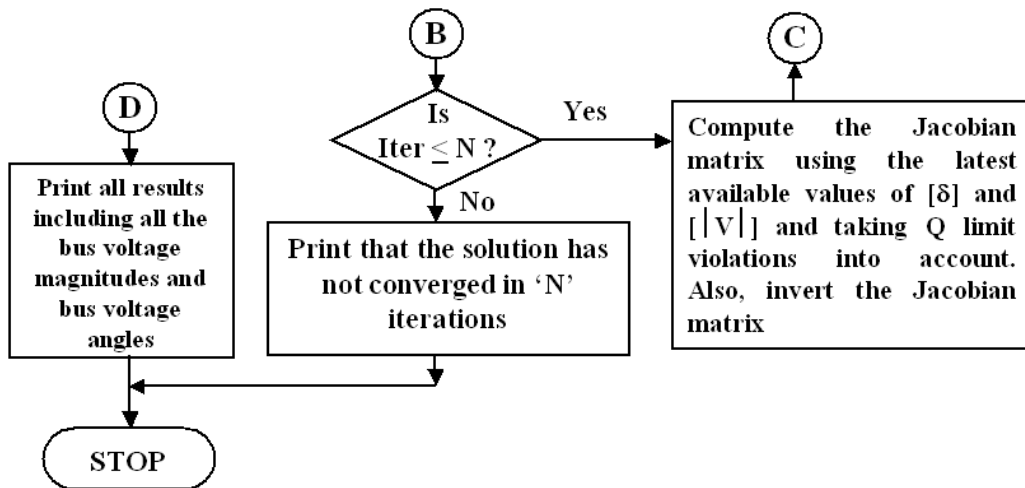 B
C
D
Is
Iter ≤ N ?
Yes
No
Print all results
including all the
bus voltage
magnitudes and
bus voltage
angles
Print that the solution has
not converged in ‘N’
iterations
Compute the Jacobian
matrix using the latest
available values of [δ] and
[|V|] and taking Q limit
violations into account.
Also, invert the Jacobian
matrix
STOP